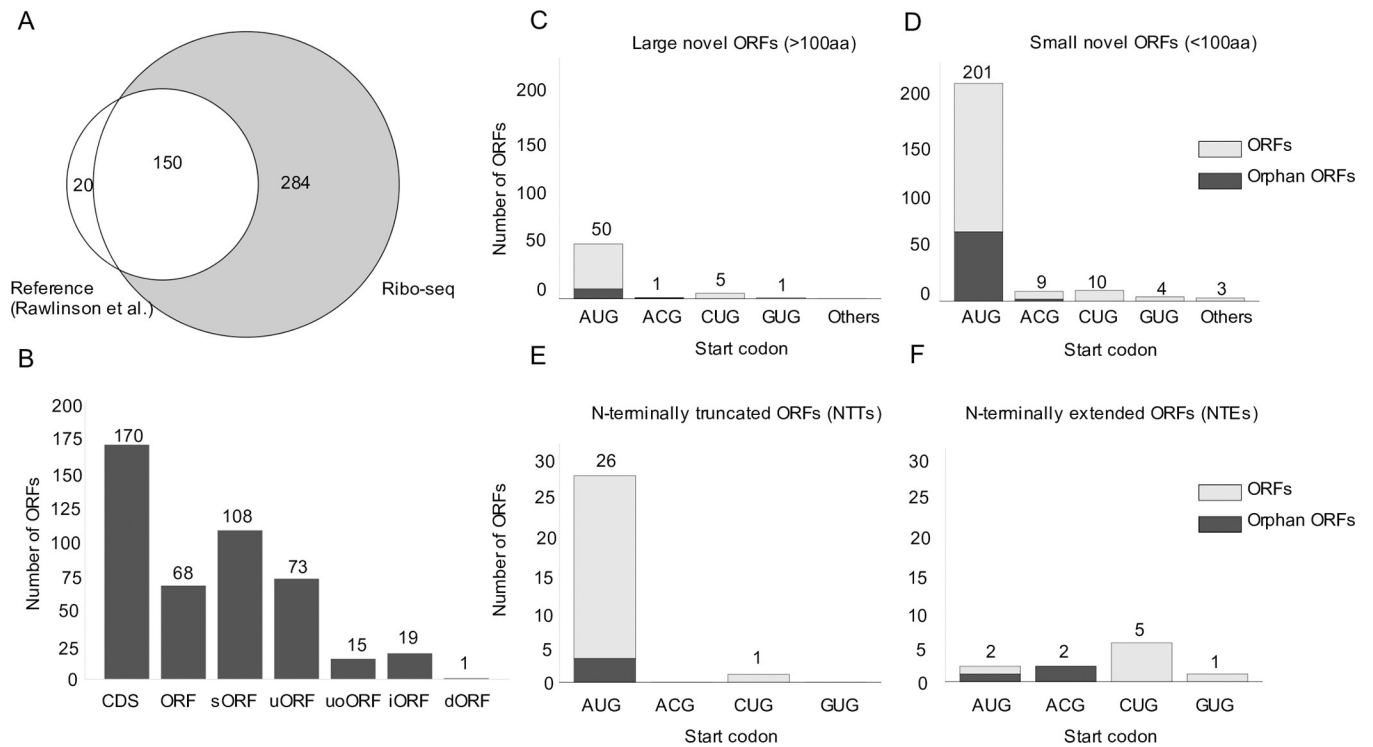 A
20
150
284
Reference
(Rawlinson et al.)
Ribo-seq
B
Number of ORFs
200
175
150
125
100
75
50
25
0
170
68
108
73
15
19
1
CDS
ORF
sORF
uORF
uoORF
iORF
dORF
C
Large novel ORFs (>100aa)
Number of ORFs
200
150
100
50
0
50
1
5
1
AUG
ACG
CUG
GUG
Others
Start codon
D
Small novel ORFs (<100aa)
200
150
100
50
0
201
9
10
4
3
AUG
ACG
CUG
GUG
Others
Start codon
ORFs
Orphan ORFs
E
N-terminally truncated ORFs (NTTs)
Number of ORFs
30
25
20
15
10
5
0
26
1
AUG
ACG
CUG
GUG
Start codon
F
N-terminally extended ORFs (NTEs)
30
25
20
15
10
5
0
2
2
5
1
AUG
ACG
CUG
GUG
Start codon
ORFs
Orphan ORFs